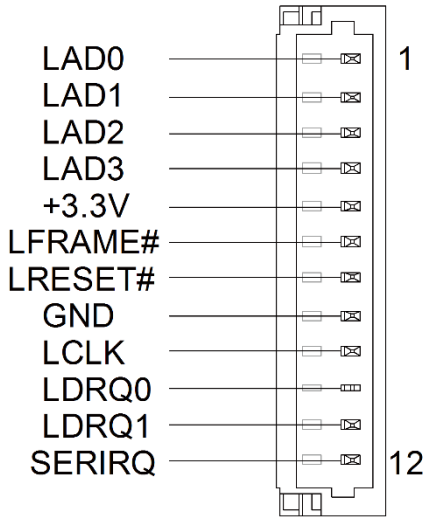 LAD0 1
LAD1
LAD2
LAD3
+3.3V
LFRAME#
LRESET#
GND
LCLK
LDRQ0
LDRQ1
SERIRQ 12